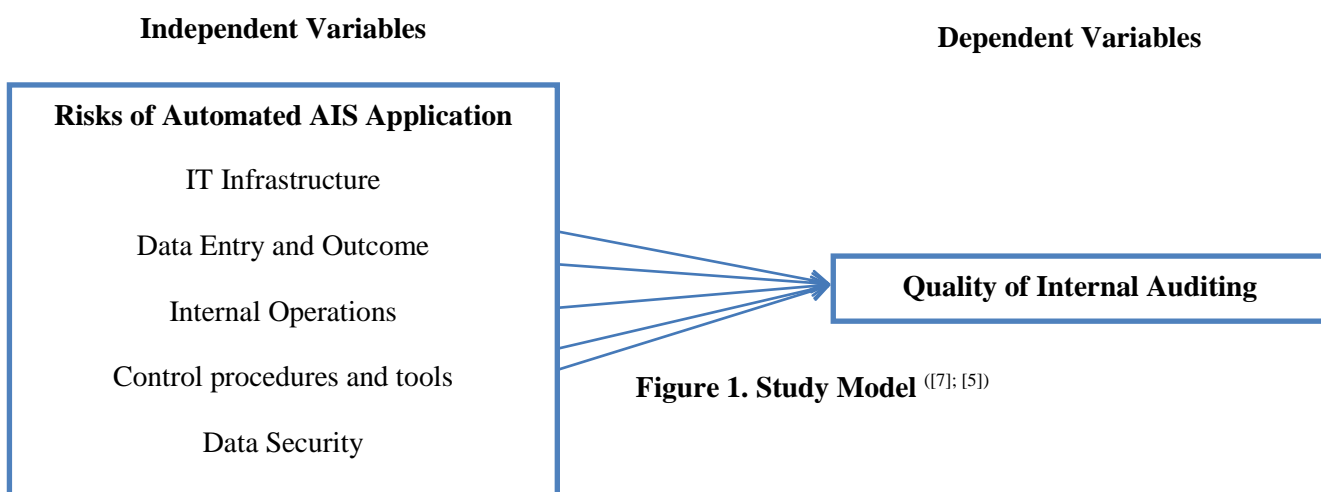 Independent Variables
Dependent Variables
Risks of Automated AIS Application
IT Infrastructure
Data Entry and Outcome
Internal Operations
Control procedures and tools
Data Security
Quality of Internal Auditing
Figure 1. Study Model ([7]; [5])